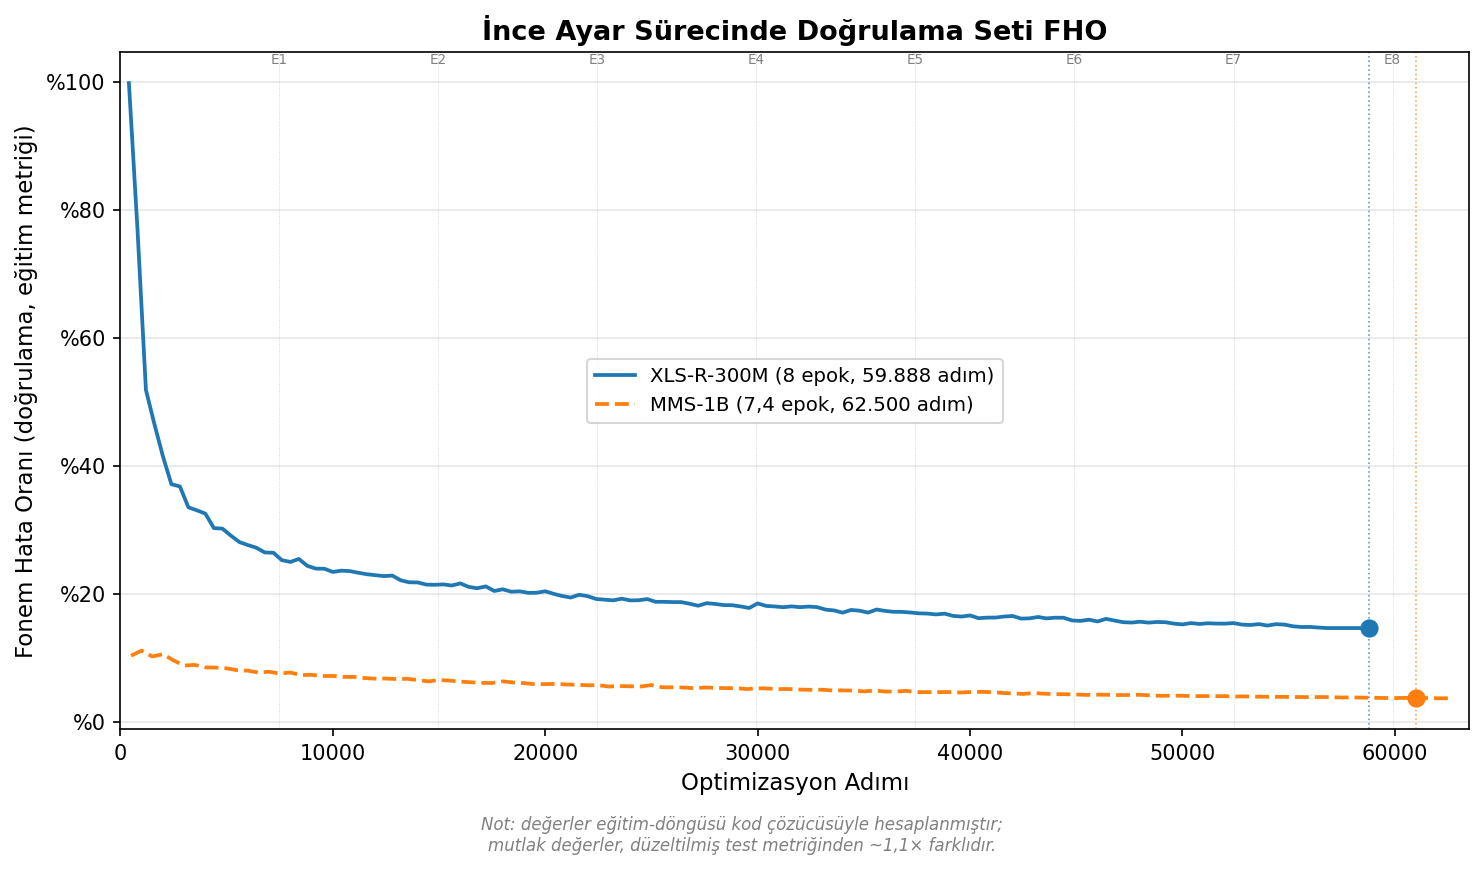 İnce Ayar Sürecinde Doğrulama Seti FHO
E1 E2 E3 E4 E5 E6 E7 E8
Fonem Hata Oranı (doğrulama, eğitim metriği)
%100
%80
%60
%40
%20
%0
XLS-R-300M (8 epok, 59.888 adım)
MMS-1B (7,4 epok, 62.500 adım)
0 10000 20000 30000 40000 50000 60000
Optimizasyon Adımı
Not: değerler eğitim-döngüsü kod çözücüsüyle hesaplanmıştır;
mutlak değerler, düzeltilmiş test metriğinden ~1,1× farklıdır.